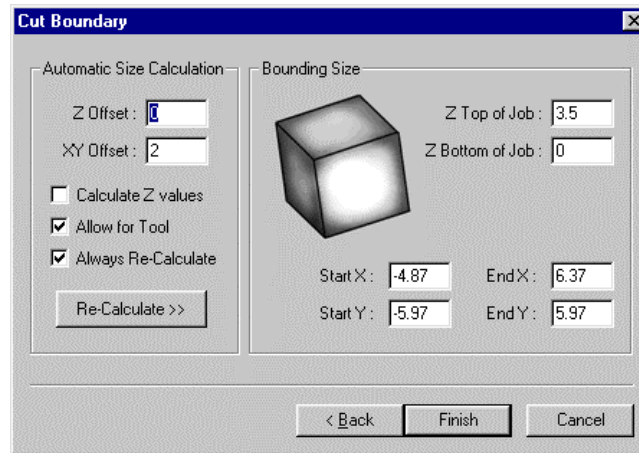 Cut Boundary
Automatic Size Calculation
Z Offset : 0
XY Offset : 2
Calculate Z values
Allow for Tool
Always Re-Calculate
Re-Calculate >>
Bounding Size
Z Top of Job : 3.5
Z Bottom of Job : 0
Start X : -4.87 End X : 6.37
Start Y : -5.97 End Y : 5.97
< Back Finish Cancel